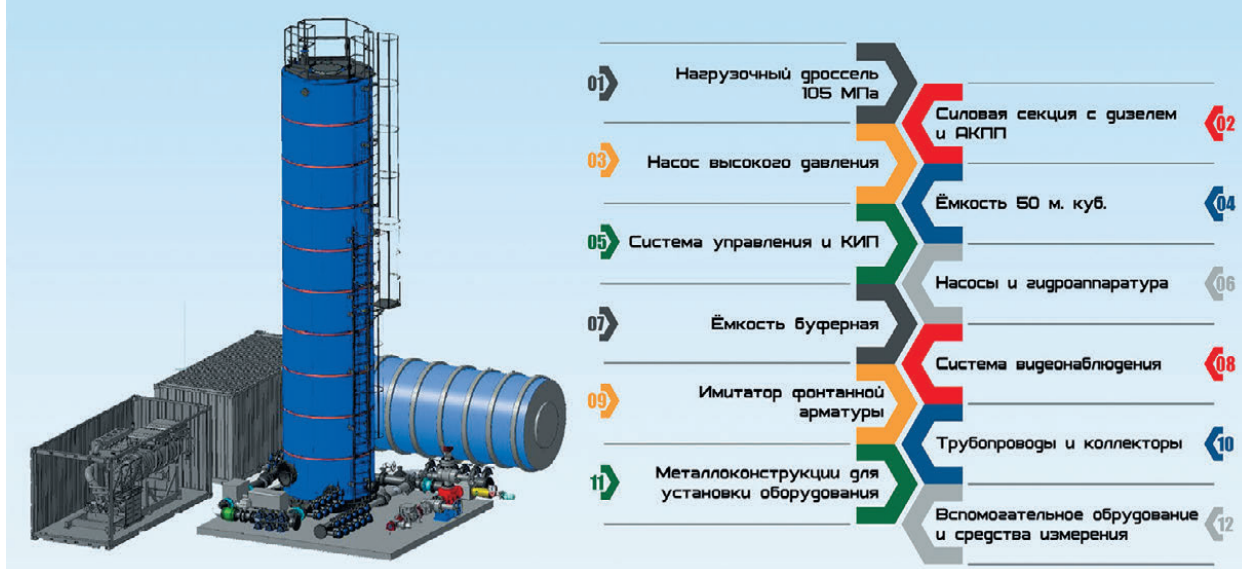 01
Нагрузочный дроссель
105 МПа
Силовая секция с дизелем
и АКПП
02
03
Насос высокого давления
Ёмкость 50 м. куб.
04
05
Система управления и КИП
Насосы и гидроаппаратура
06
07
Ёмкость буферная
Система видеонаблюдения
08
09
Имитатор фонтанной
арматуры
Трубопроводы и коллекторы
10
11
Металлоконструкции для
установки оборудования
Вспомогательное обрудование
и средства измерения
12